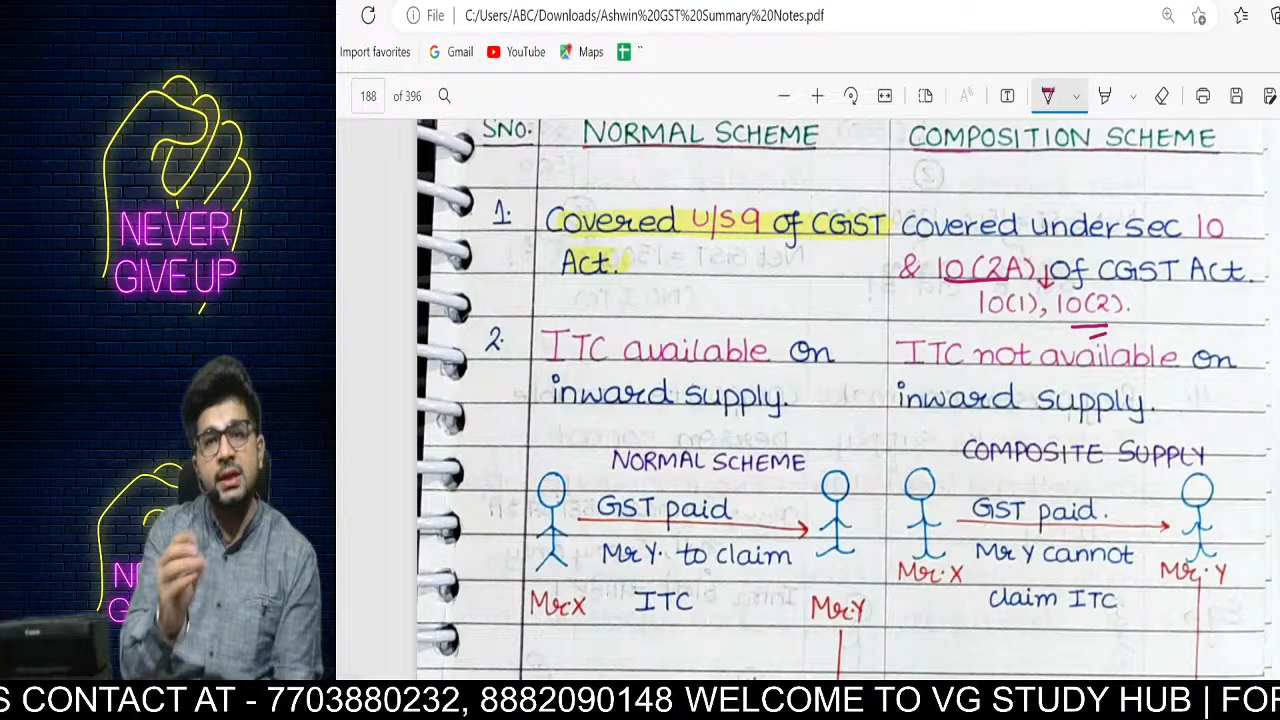 File C:/Users/ABC/Downloads/Ashwin%20GST%20Summary%20Notes.pdf
Import favorites Gmail YouTube Maps
188 of 396
SNO. NORMAL SCHEME COMPOSITION SCHEME
1. Covered U/S 9 of CGST covered under sec 10
Act. & 10(2A), of CGST Act.
10(1), 10(2).
2. ITC available on ITC not available on
inward supply. inward supply.
NORMAL SCHEME COMPOSITE SUPPLY
GST paid GST paid.
Mr Y. to claim Mr Y cannot
Mr X ITC Mr. Y Mr. X claim ITC Mr. Y
NEVER
GIVE UP
S CONTACT AT - 7703880232, 8882090148 WELCOME TO VG STUDY HUB | FOR